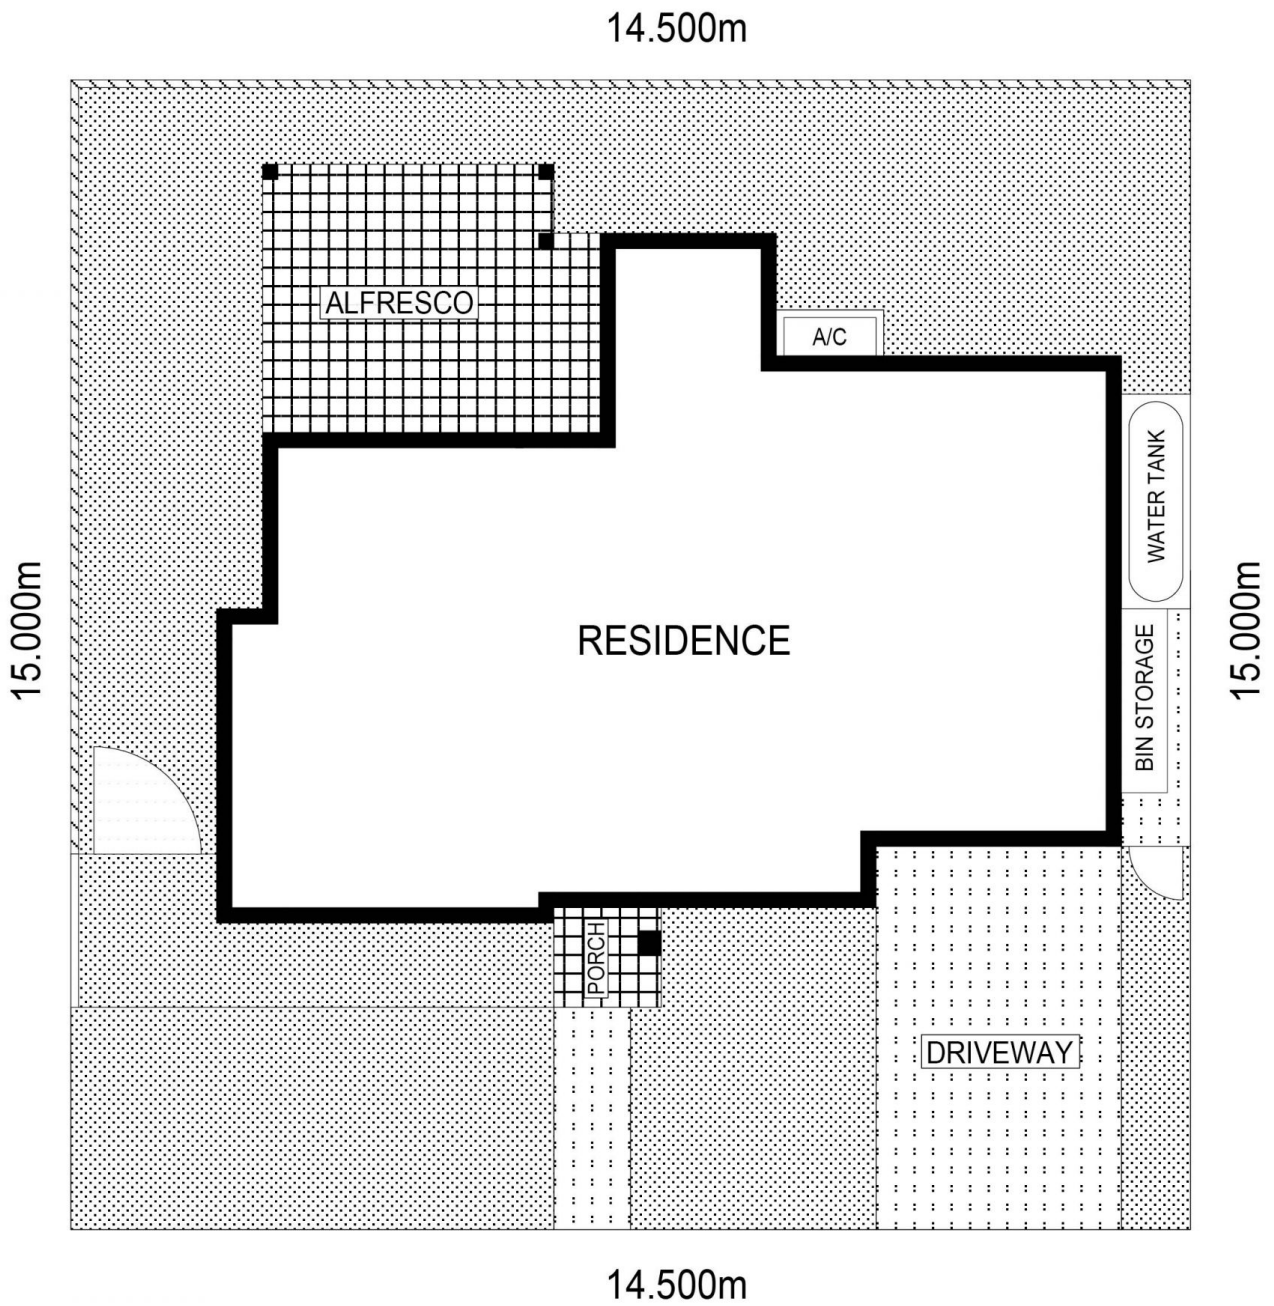 14.500m
ALFRESCO
A/C
WATER TANK
15.000m
RESIDENCE
15.000m
BIN STORAGE
PORCH
DRIVEWAY
14.500m